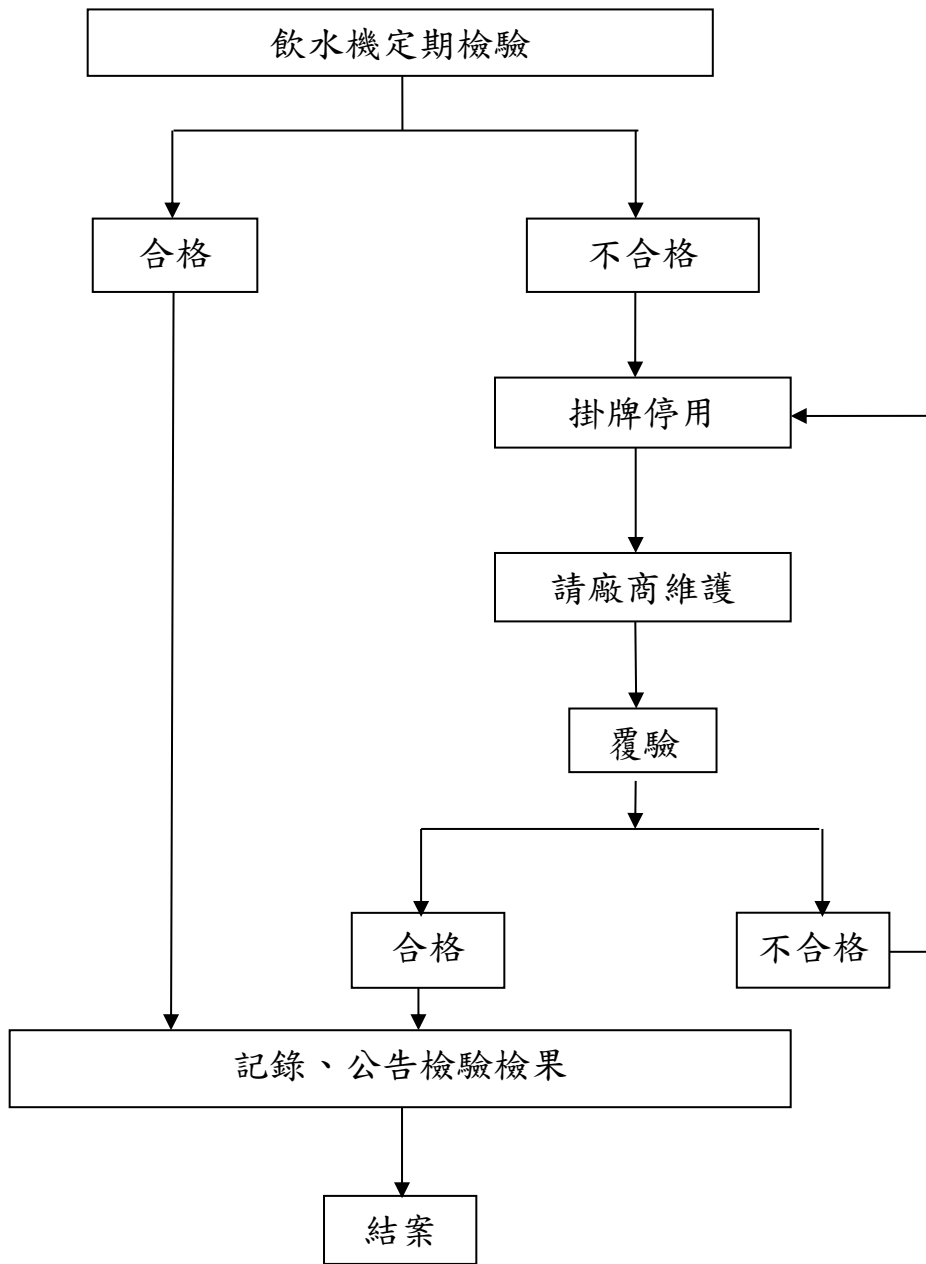 飲水機定期檢驗
合格
不合格
掛牌停用
請廠商維護
覆驗
合格
不合格
記錄、公告檢驗檢果
結案